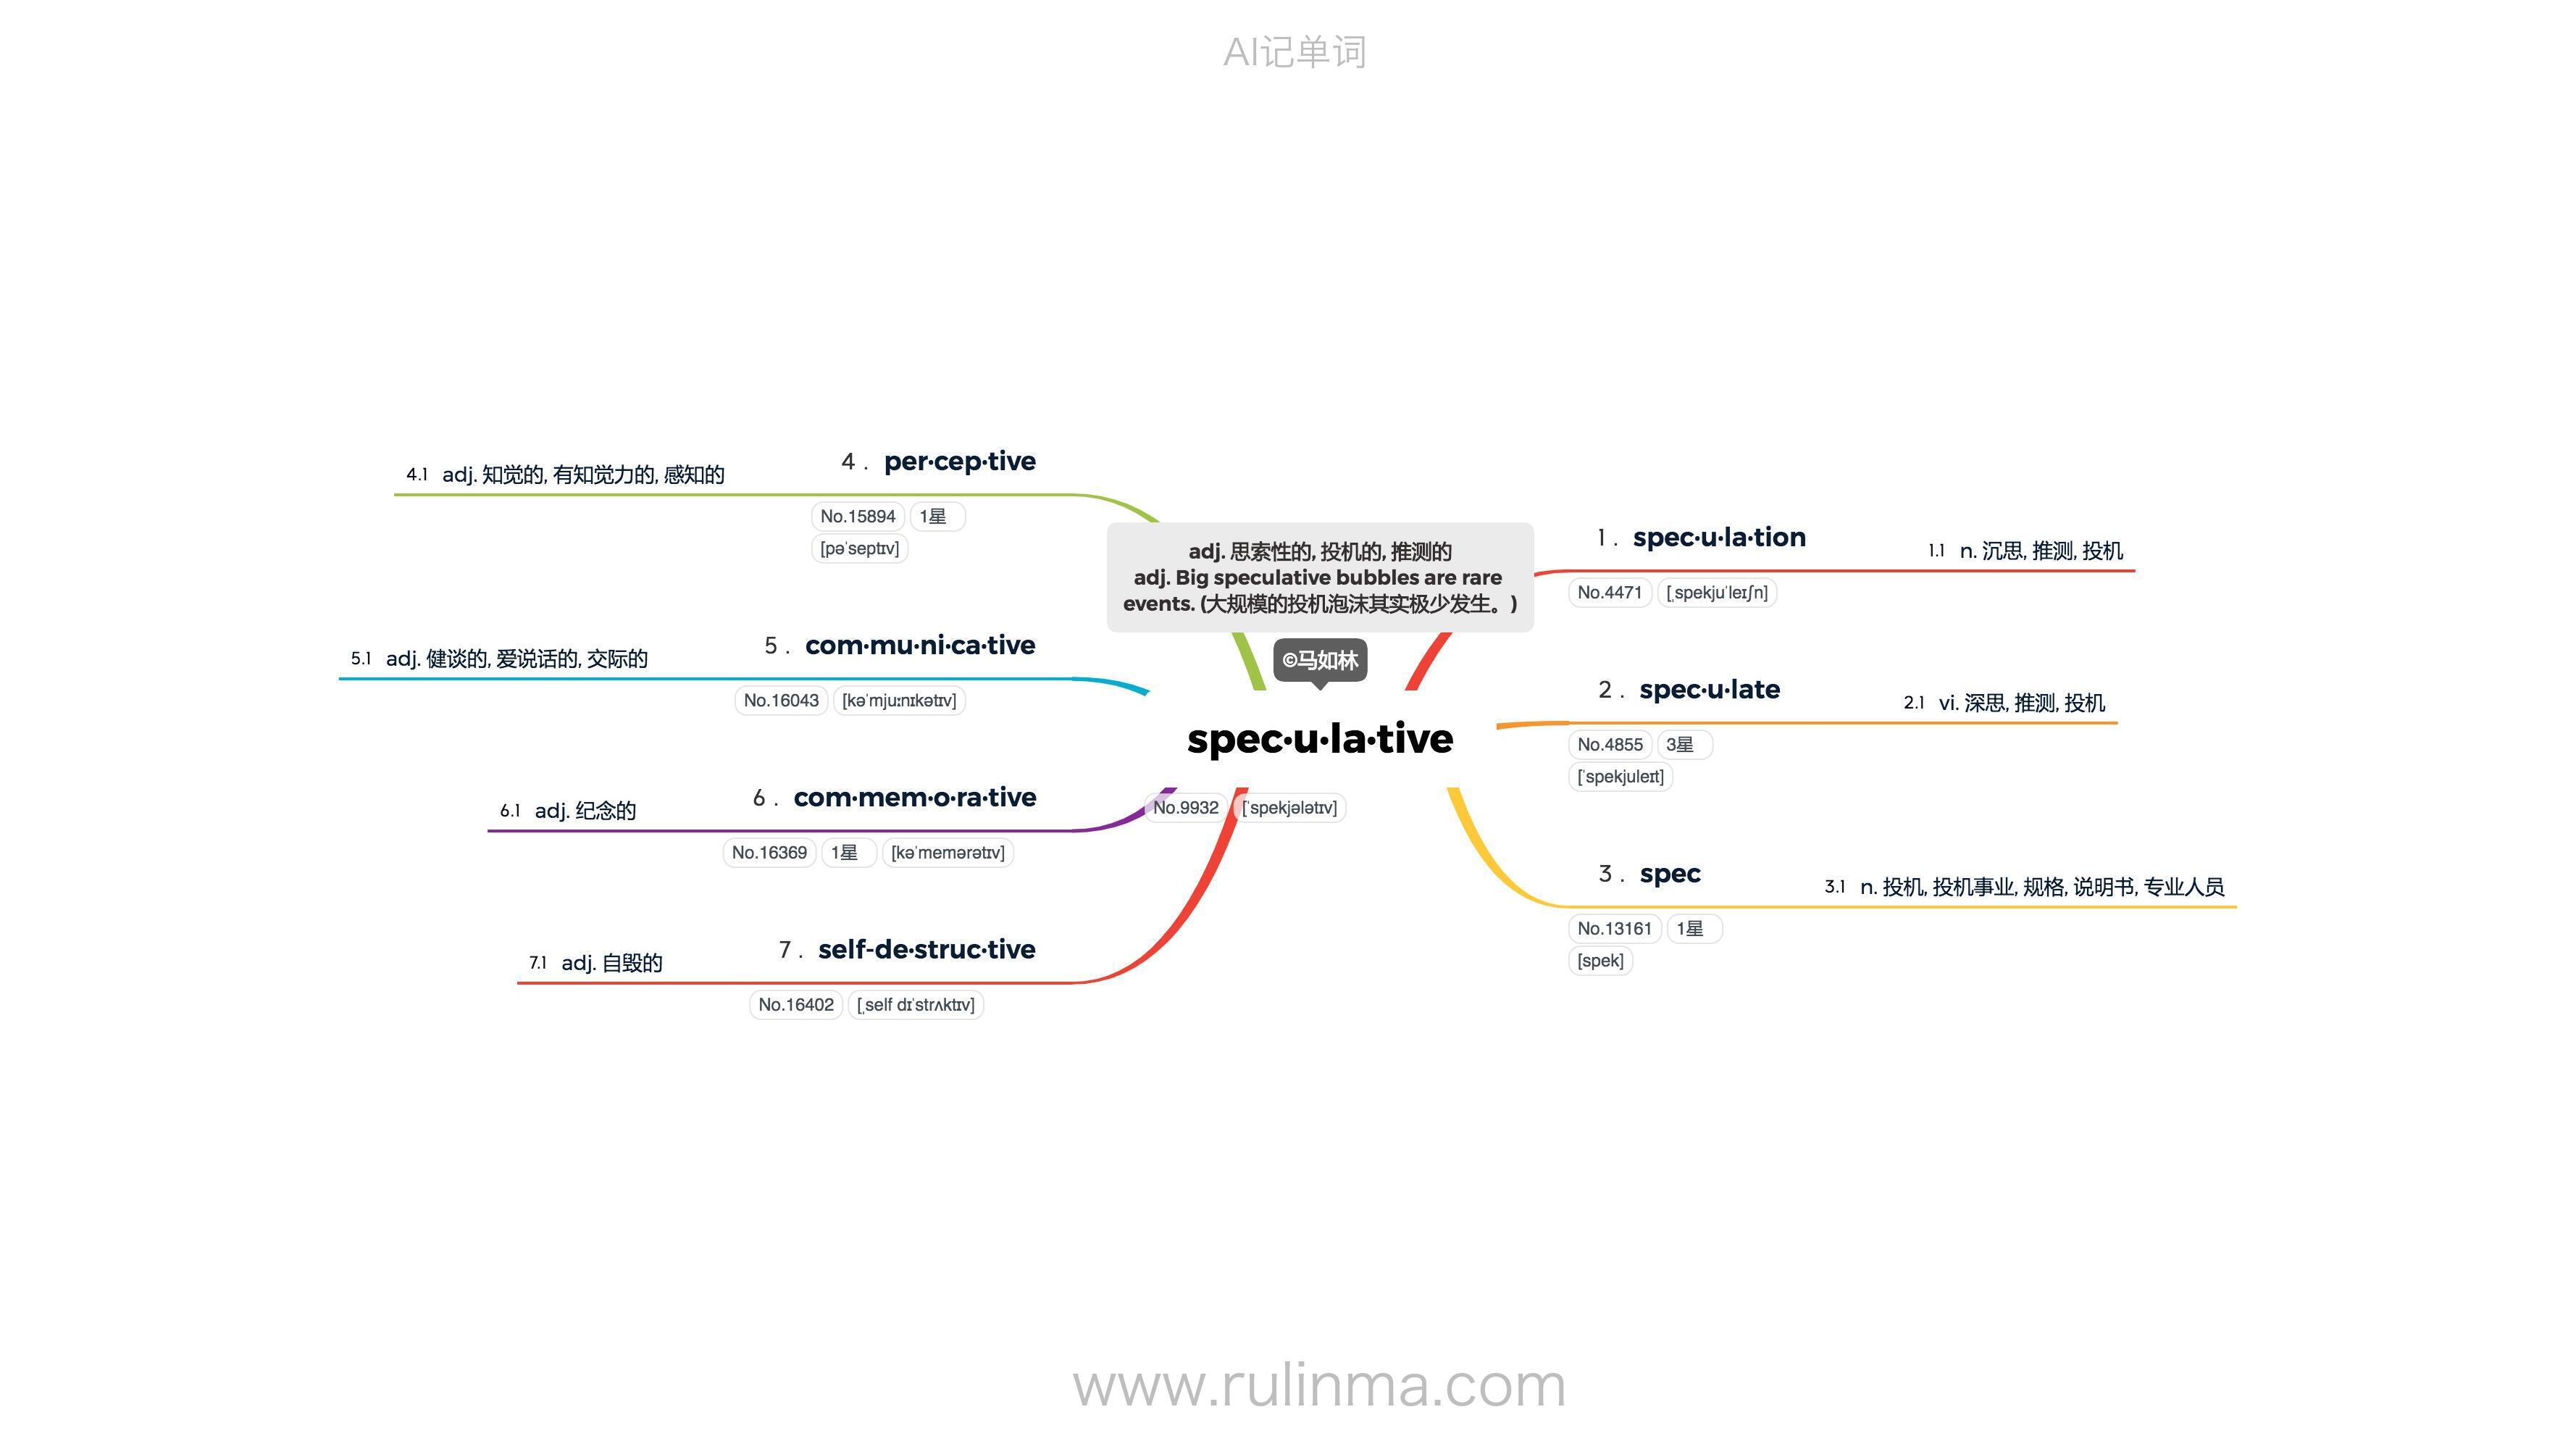 AI记单词
adj. 思索性的, 投机的, 推测的
adj. Big speculative bubbles are rare
events. (大规模的投机泡沫其实极少发生。)
©马如林
spec·u·la·tive
No.9932 [ˈspekjələtɪv]
1 . spec·u·la·tion
1.1 n. 沉思, 推测, 投机
No.4471 [ˌspekjuˈleɪʃn]
2 . spec·u·late
2.1 vi. 深思, 推测, 投机
No.4855 3星
[ˈspekjuleɪt]
3 . spec
3.1 n. 投机, 投机事业, 规格, 说明书, 专业人员
No.13161 1星
[spek]
4 . per·cep·tive
4.1 adj. 知觉的, 有知觉力的, 感知的
No.15894 1星
[pəˈseptɪv]
5 . com·mu·ni·ca·tive
5.1 adj. 健谈的, 爱说话的, 交际的
No.16043 [kəˈmjuːnɪkətɪv]
6 . com·mem·o·ra·tive
6.1 adj. 纪念的
No.16369 1星 [kəˈmemərətɪv]
7 . self-de·struc·tive
7.1 adj. 自毁的
No.16402 [ˌself dɪˈstrʌktɪv]
www.rulinma.com